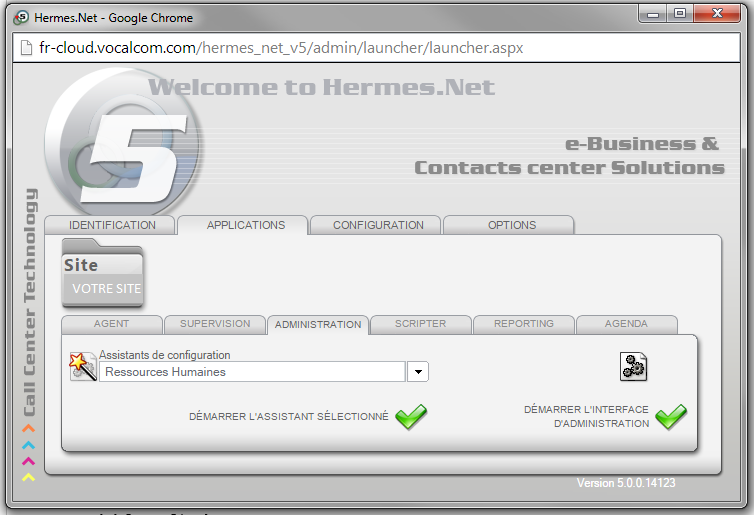 Hermes.Net - Google Chrome
fr-cloud.vocalcom.com/hermes_net_v5/admin/launcher/launcher.aspx
Welcome to Hermes.Net
5
e-Business &
Contacts center Solutions
Call Center Technology
IDENTIFICATION APPLICATIONS CONFIGURATION OPTIONS
Site
VOTRE SITE
AGENT SUPERVISION ADMINISTRATION SCRIPTER REPORTING AGENDA
Assistants de configuration
Ressources Humaines
DÉMARRER L'ASSISTANT SÉLECTIONNÉ
DÉMARRER L'INTERFACE
D'ADMINISTRATION
Version 5.0.0.14123